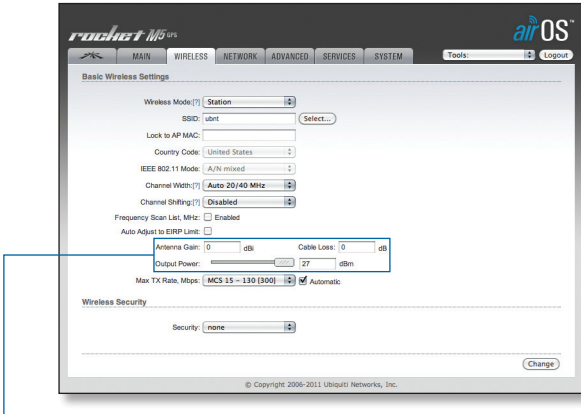 rocket M5 GPS
airOS™
MAIN WIRELESS NETWORK ADVANCED SERVICES SYSTEM Tools: Logout
Basic Wireless Settings
Wireless Mode:[?] Station
SSID: ubnt Select...
Lock to AP MAC:
Country Code: United States
IEEE 802.11 Mode: A/N mixed
Channel Width:[?] Auto 20/40 MHz
Channel Shifting:[?] Disabled
Frequency Scan List, MHz: Enabled
Auto Adjust to EIRP Limit:
Antenna Gain: 0 dBi Cable Loss: 0 dB
Output Power: 27 dBm
Max TX Rate, Mbps: MCS 15 - 130 [300] Automatic
Wireless Security
Security: none
Change
© Copyright 2006-2011 Ubiquiti Networks, Inc.